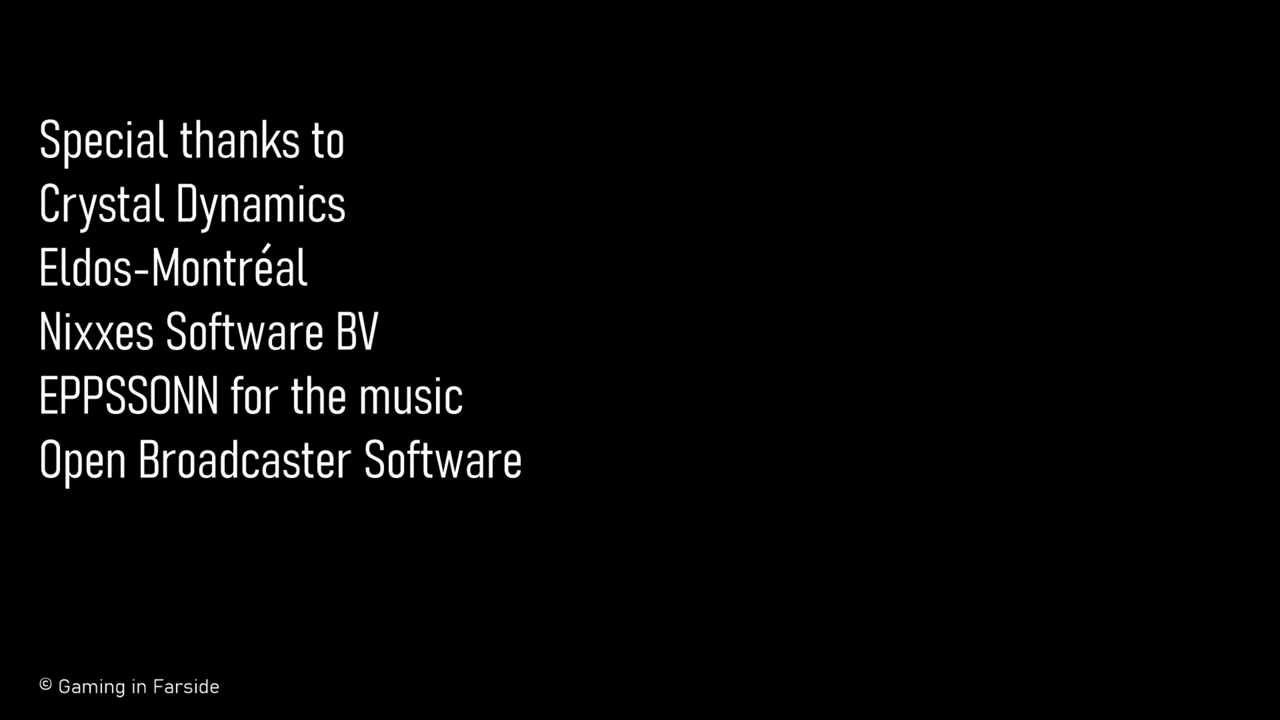 Special thanks to
Crystal Dynamics
Eldos-Montréal
Nixxes Software BV
EPPSSONN for the music
Open Broadcaster Software
© Gaming in Farside